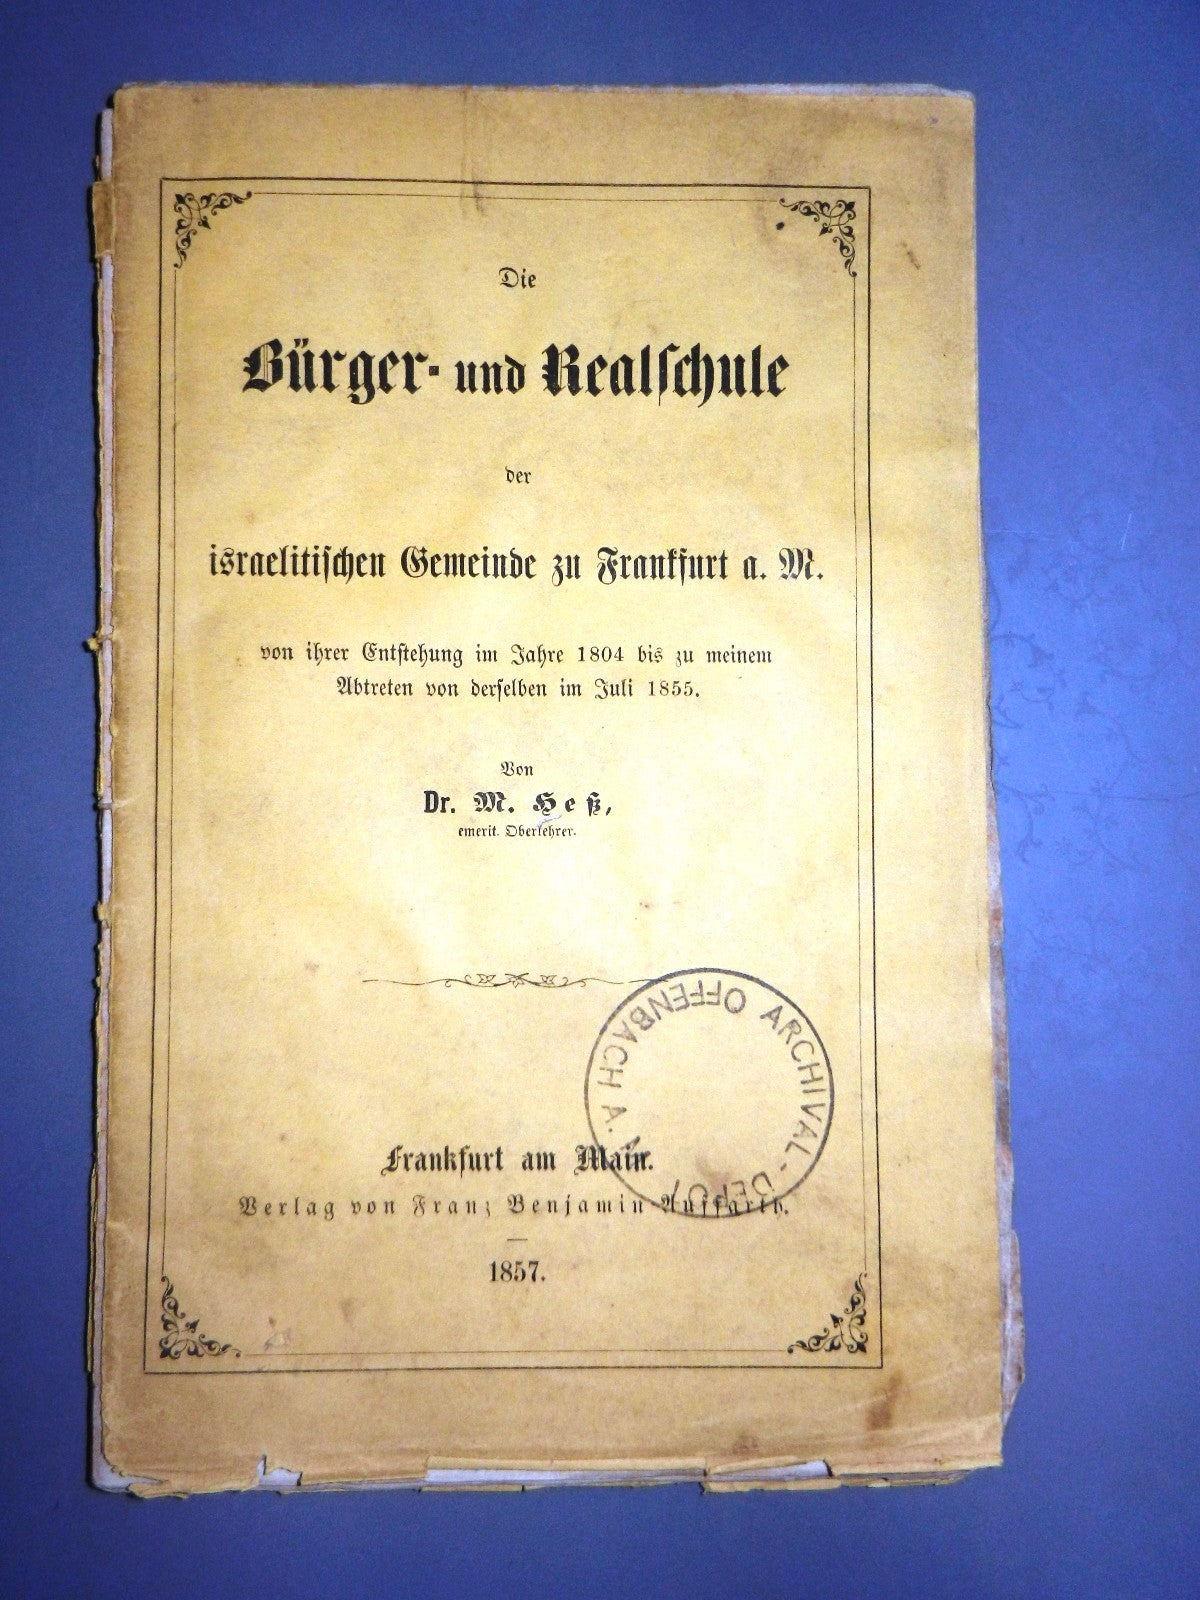 Die
Bürger- und Realſchule
der
israelitiſchen Gemeinde zu Frankfurt a. M.
von ihrer Entſtehung im Jahre 1804 bis zu meinem
Abtreten von derſelben im Juli 1855.
Von
Dr. M. Heß,
emerit. Oberlehrer.
OFFENBACH A. M. ARCHIVAL-DEPOT
Frankfurt am Main.
Verlag von Franz Benjamin Auffarth.
1857.